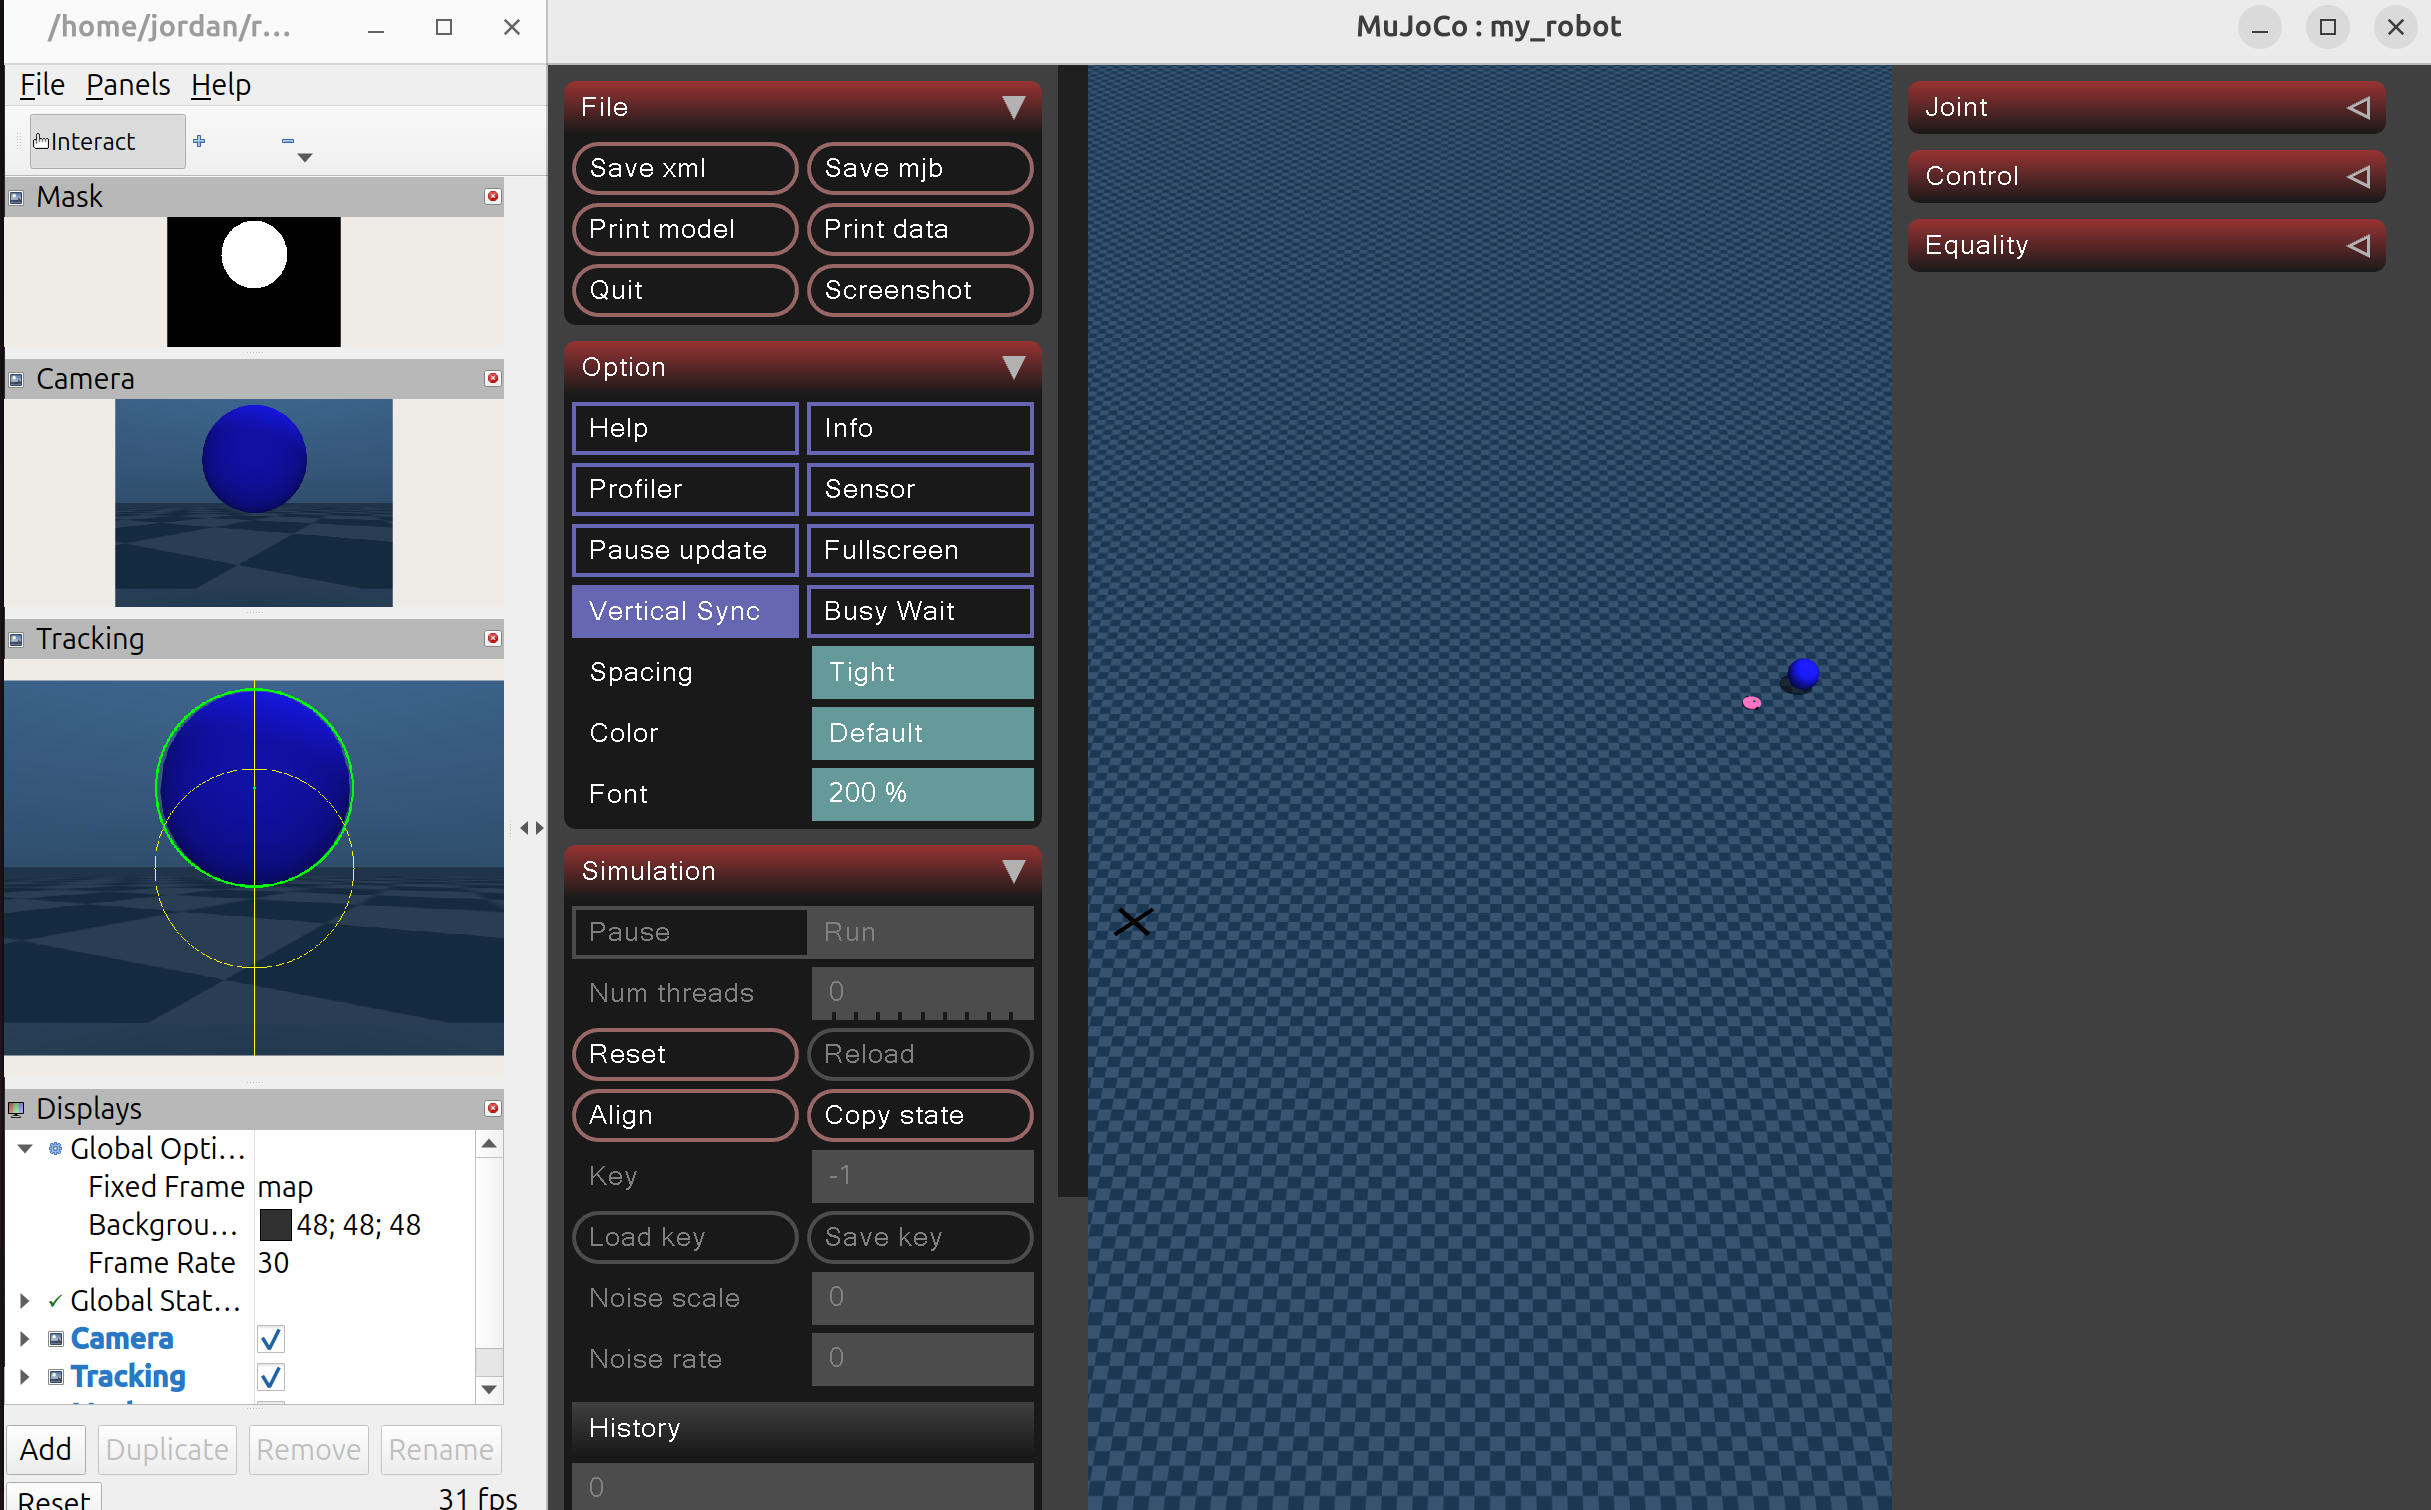 /home/jordan/r...
File Panels Help
Interact
Mask
Camera
Tracking
Displays
Global Opti...
Fixed Frame map
Backgrou... 48; 48; 48
Frame Rate 30
Global Stat...
Camera
Tracking
Add Duplicate Remove Rename
Reset
31 fps
MuJoCo : my_robot
File
Save xml Save mjb
Print model Print data
Quit Screenshot
Option
Help Info
Profiler Sensor
Pause update Fullscreen
Vertical Sync Busy Wait
Spacing Tight
Color Default
Font 200 %
Simulation
Pause Run
Num threads 0
Reset Reload
Align Copy state
Key -1
Load key Save key
Noise scale 0
Noise rate 0
History
0
Joint
Control
Equality